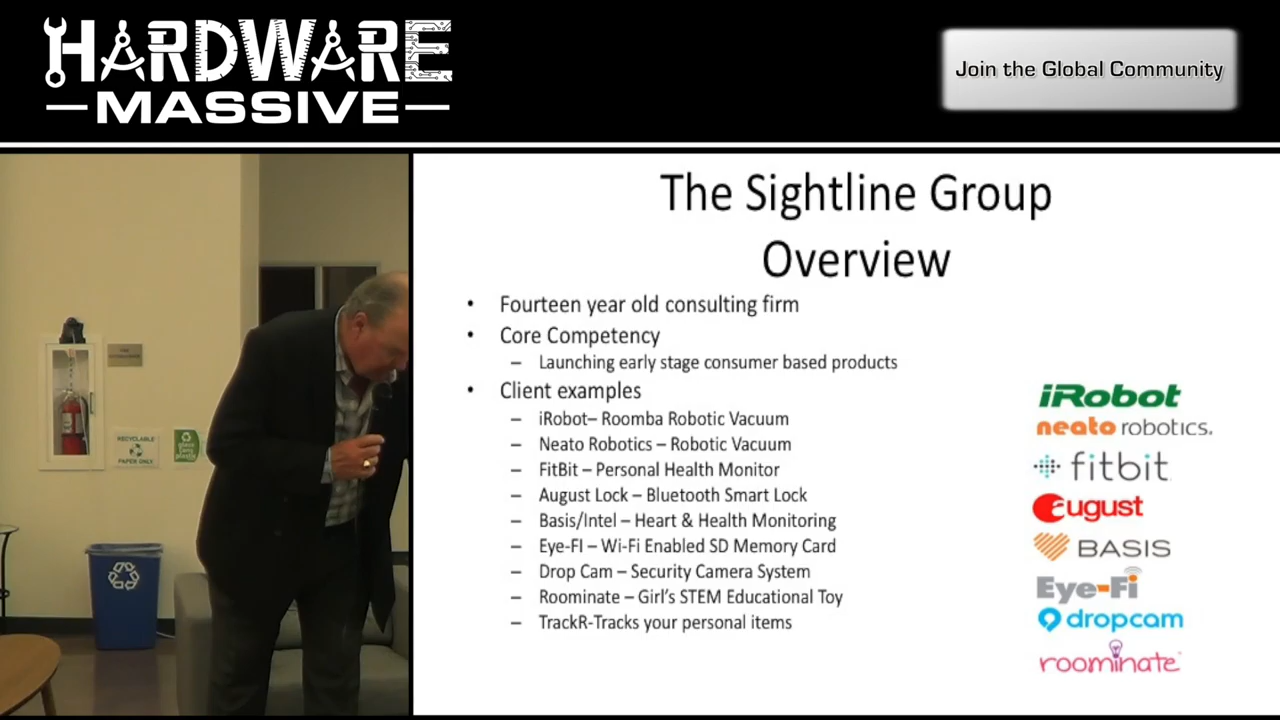 HARDWARE
MASSIVE
Join the Global Community
The Sightline Group
Overview
• Fourteen year old consulting firm
• Core Competency
– Launching early stage consumer based products
• Client examples
– iRobot– Roomba Robotic Vacuum
– Neato Robotics – Robotic Vacuum
– FitBit – Personal Health Monitor
– August Lock – Bluetooth Smart Lock
– Basis/Intel – Heart & Health Monitoring
– Eye-FI – Wi-Fi Enabled SD Memory Card
– Drop Cam – Security Camera System
– Roominate – Girl's STEM Educational Toy
– TrackR-Tracks your personal items
iRobot
neato robotics.
fitbit
august
BASIS
Eye-Fi
dropcam
roominate
RECYCLABLE
PAPER ONLY